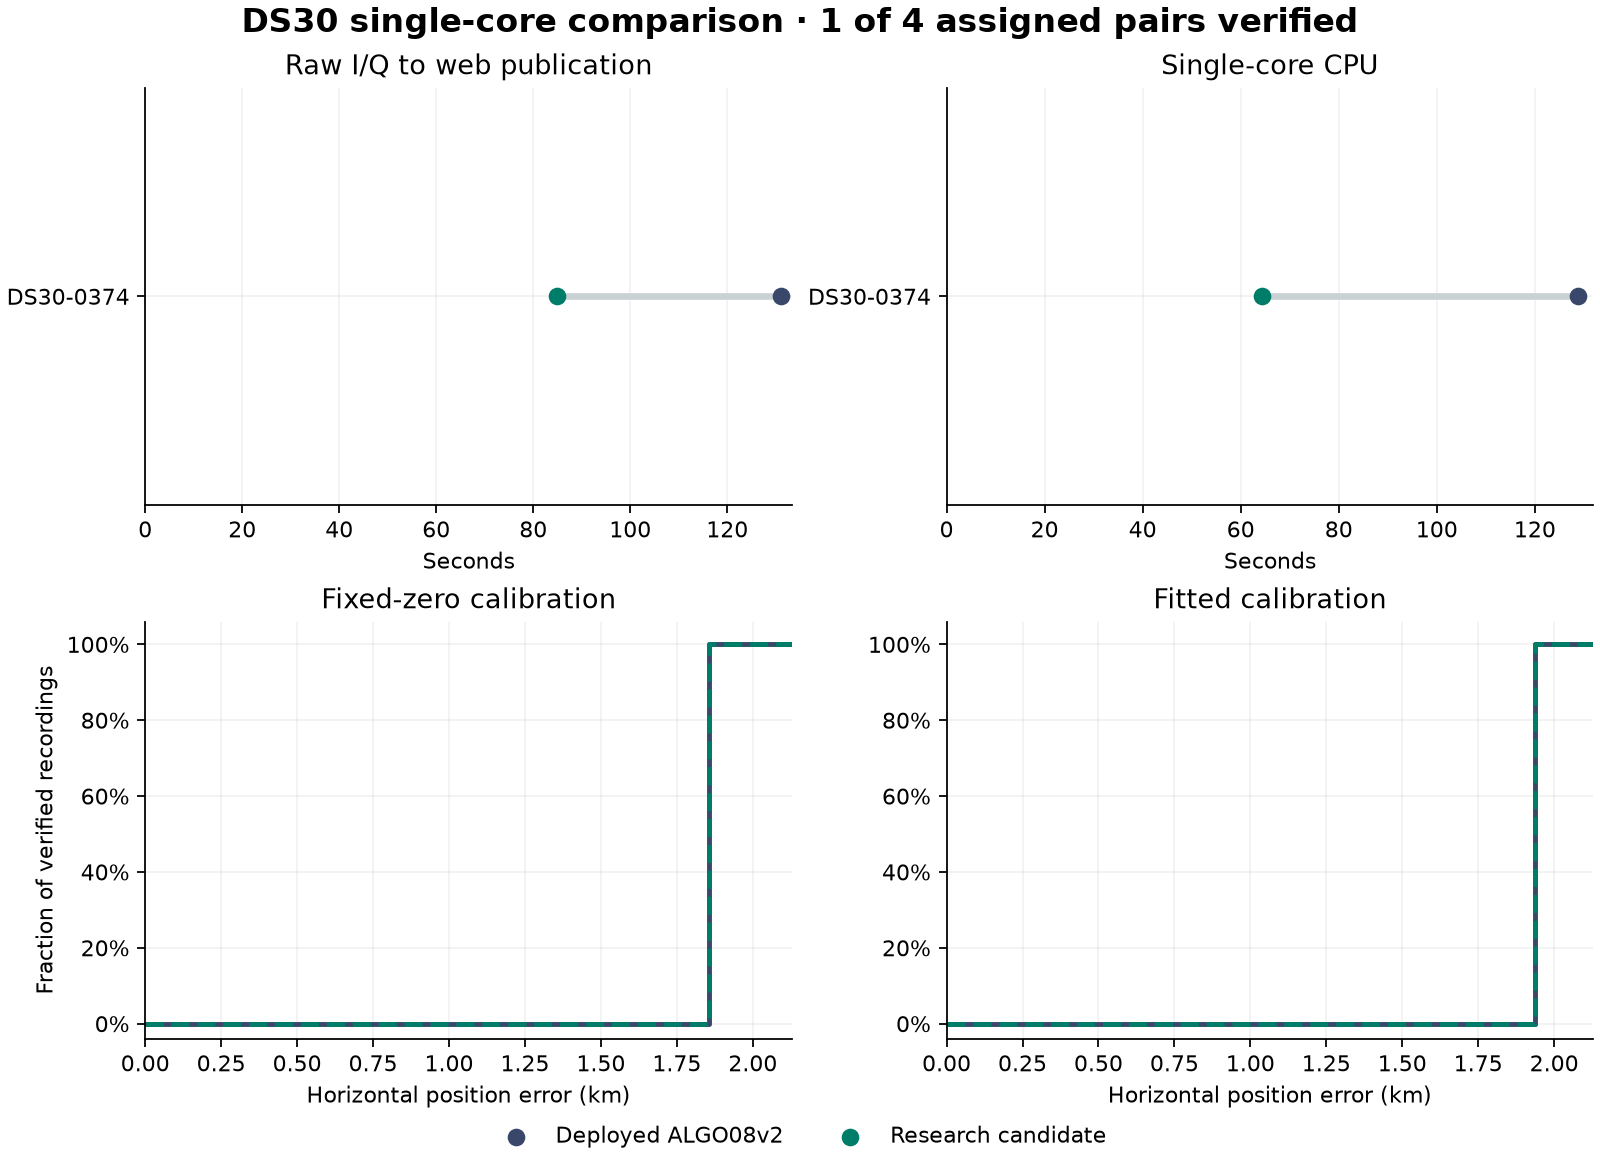 DS30 single-core comparison · 1 of 4 assigned pairs verified
Raw I/Q to web publication
DS30-0374
0 20 40 60 80 100 120
Seconds
Single-core CPU
DS30-0374
0 20 40 60 80 100 120
Seconds
Fixed-zero calibration
Fraction of verified recordings
100%
80%
60%
40%
20%
0%
0.00 0.25 0.50 0.75 1.00 1.25 1.50 1.75 2.00
Horizontal position error (km)
Fitted calibration
100%
80%
60%
40%
20%
0%
0.00 0.25 0.50 0.75 1.00 1.25 1.50 1.75 2.00
Horizontal position error (km)
Deployed ALGO08v2
Research candidate